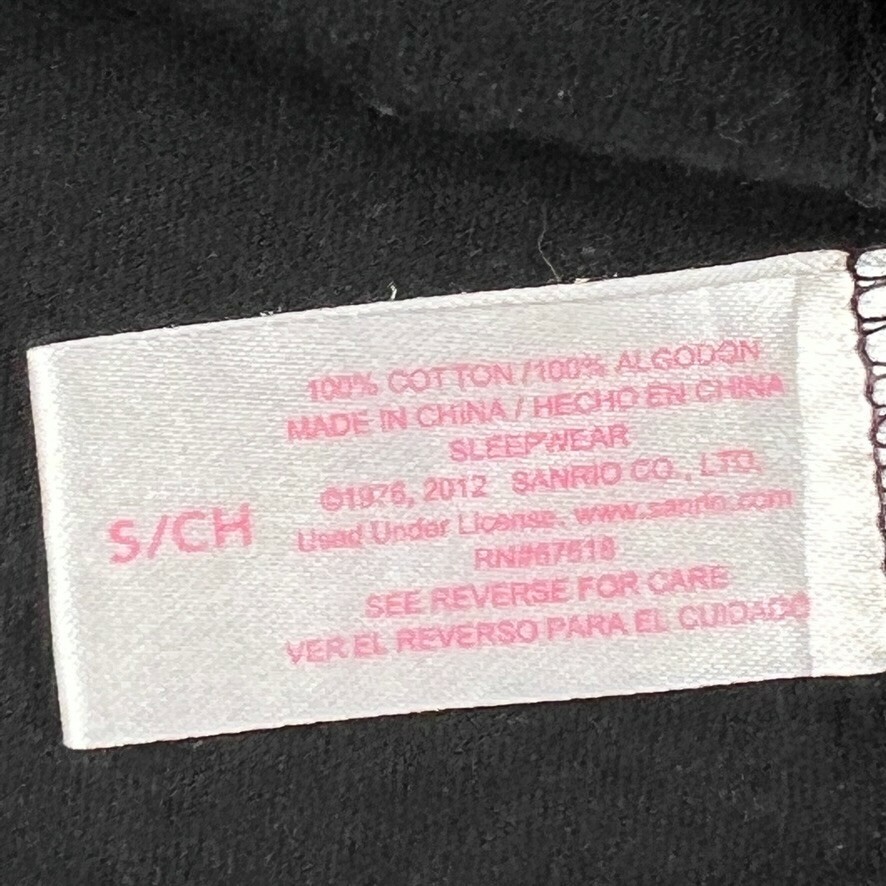 100% COTTON / 100% ALGODON
MADE IN CHINA / HECHO EN CHINA
SLEEPWEAR
©1976, 2012 SANRIO CO., LTD.
Used Under License. www.sanrio.com
RN#67618
SEE REVERSE FOR CARE
VER EL REVERSO PARA EL CUIDADO
S/CH